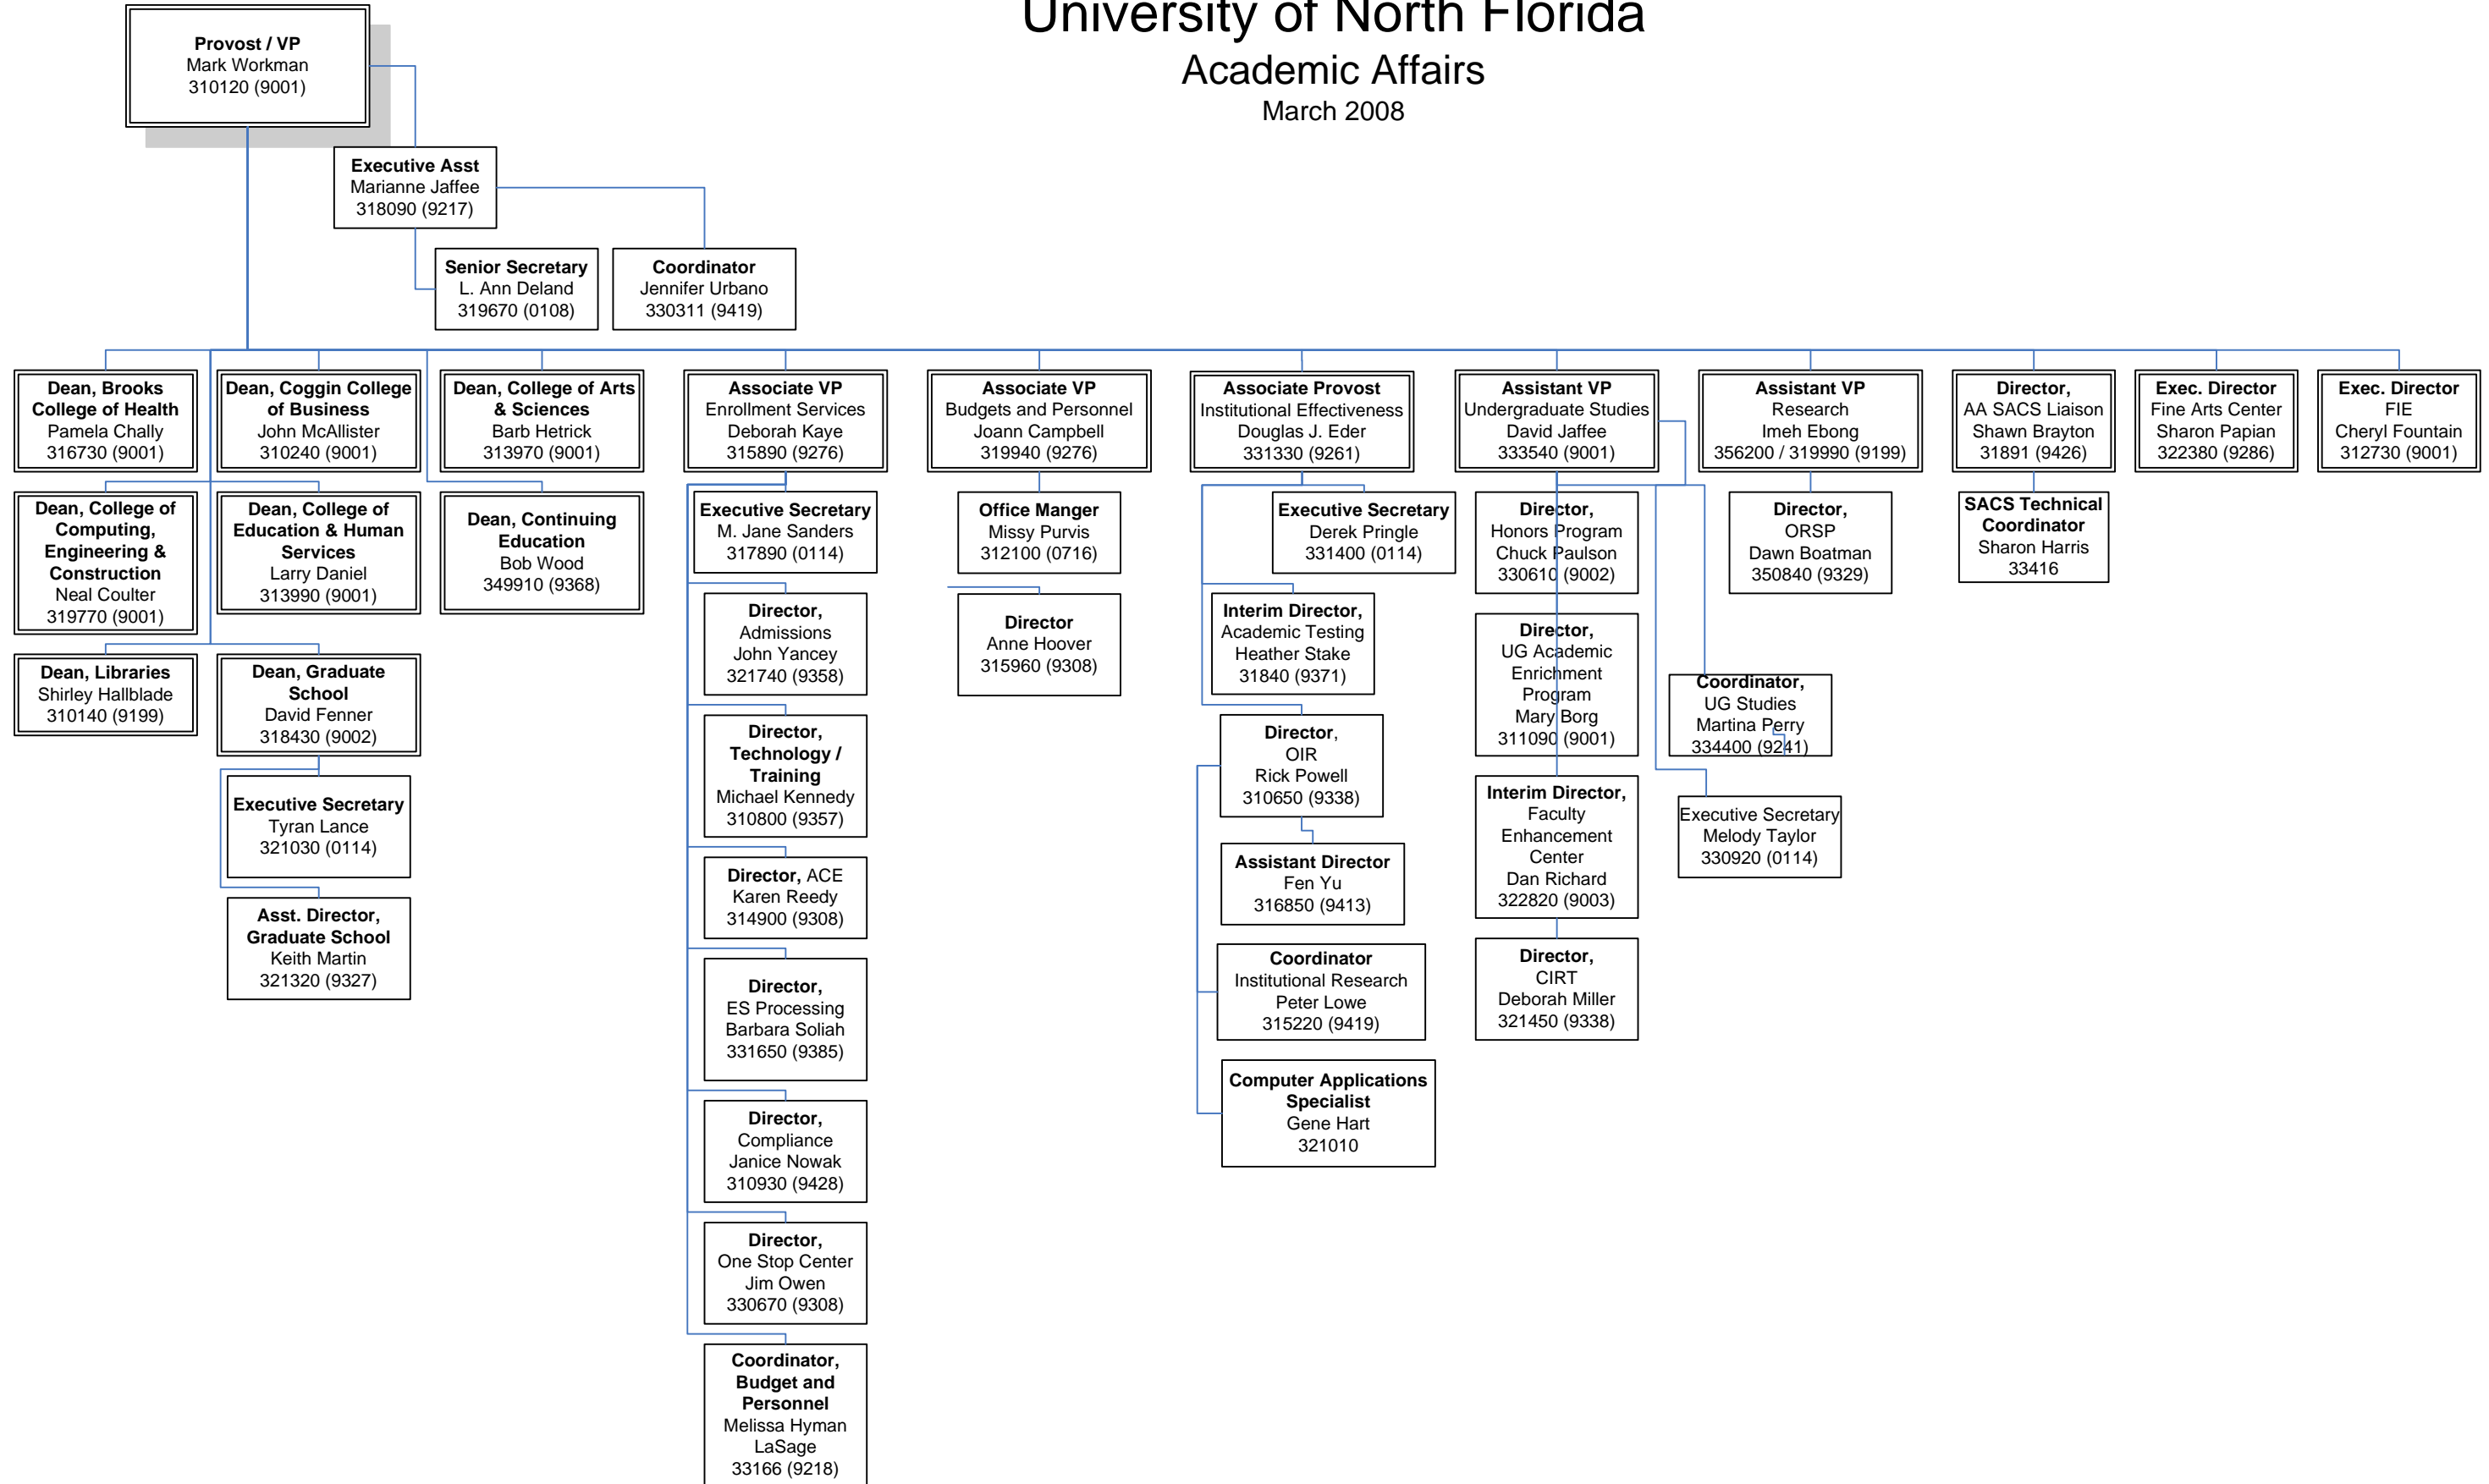 University of North Florida
Academic Affairs
March 2008
Provost / VP
Mark Workman
310120 (9001)
Executive Asst
Marianne Jaffee
318090 (9217)
Senior Secretary
L. Ann Deland
319670 (0108)
Coordinator
Jennifer Urbano
330311 (9419)
Dean, Brooks
College of Health
Pamela Chally
316730 (9001)
Dean, Coggin College
of Business
John McAllister
310240 (9001)
Dean, College of Arts
& Sciences
Barb Hetrick
313970 (9001)
Associate VP
Enrollment Services
Deborah Kaye
315890 (9276)
Associate VP
Budgets and Personnel
Joann Campbell
319940 (9276)
Associate Provost
Institutional Effectiveness
Douglas J. Eder
331330 (9261)
Assistant VP
Undergraduate Studies
David Jaffee
333540 (9001)
Assistant VP
Research
Imeh Ebong
356200 / 319990 (9199)
Director,
AA SACS Liaison
Shawn Brayton
31891 (9426)
Exec. Director
Fine Arts Center
Sharon Papian
322380 (9286)
Exec. Director
FIE
Cheryl Fountain
312730 (9001)
Dean, College of
Computing,
Engineering &
Construction
Neal Coulter
319770 (9001)
Dean, College of
Education & Human
Services
Larry Daniel
313990 (9001)
Dean, Continuing
Education
Bob Wood
349910 (9368)
Executive Secretary
M. Jane Sanders
317890 (0114)
Office Manger
Missy Purvis
312100 (0716)
Executive Secretary
Derek Pringle
331400 (0114)
Director,
Honors Program
Chuck Paulson
330610 (9002)
Director,
ORSP
Dawn Boatman
350840 (9329)
SACS Technical
Coordinator
Sharon Harris
33416
Director,
Admissions
John Yancey
321740 (9358)
Director
Anne Hoover
315960 (9308)
Interim Director,
Academic Testing
Heather Stake
31840 (9371)
Director,
UG Academic
Enrichment
Program
Mary Borg
311090 (9001)
Coordinator,
UG Studies
Martina Perry
334400 (9241)
Dean, Libraries
Shirley Hallblade
310140 (9199)
Dean, Graduate
School
David Fenner
318430 (9002)
Director,
Technology /
Training
Michael Kennedy
310800 (9357)
Director,
OIR
Rick Powell
310650 (9338)
Interim Director,
Faculty
Enhancement
Center
Dan Richard
322820 (9003)
Executive Secretary
Melody Taylor
330920 (0114)
Executive Secretary
Tyran Lance
321030 (0114)
Director, ACE
Karen Reedy
314900 (9308)
Assistant Director
Fen Yu
316850 (9413)
Asst. Director,
Graduate School
Keith Martin
321320 (9327)
Director,
ES Processing
Barbara Soliah
331650 (9385)
Coordinator
Institutional Research
Peter Lowe
315220 (9419)
Director,
CIRT
Deborah Miller
321450 (9338)
Computer Applications
Specialist
Gene Hart
321010
Director,
Compliance
Janice Nowak
310930 (9428)
Director,
One Stop Center
Jim Owen
330670 (9308)
Coordinator,
Budget and
Personnel
Melissa Hyman
LaSage
33166 (9218)